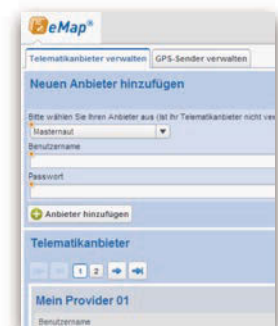 eMap®
Telematikanbieter verwalten GPS-Sender verwalten
Neuen Anbieter hinzufügen
Bitte wählen Sie Ihren Anbieter aus (Ist Ihr Telematikanbieter nicht
Masternaut
Benutzername
Passwort
Anbieter hinzufügen
Telematikanbieter
1 2
Mein Provider 01
Benutzername